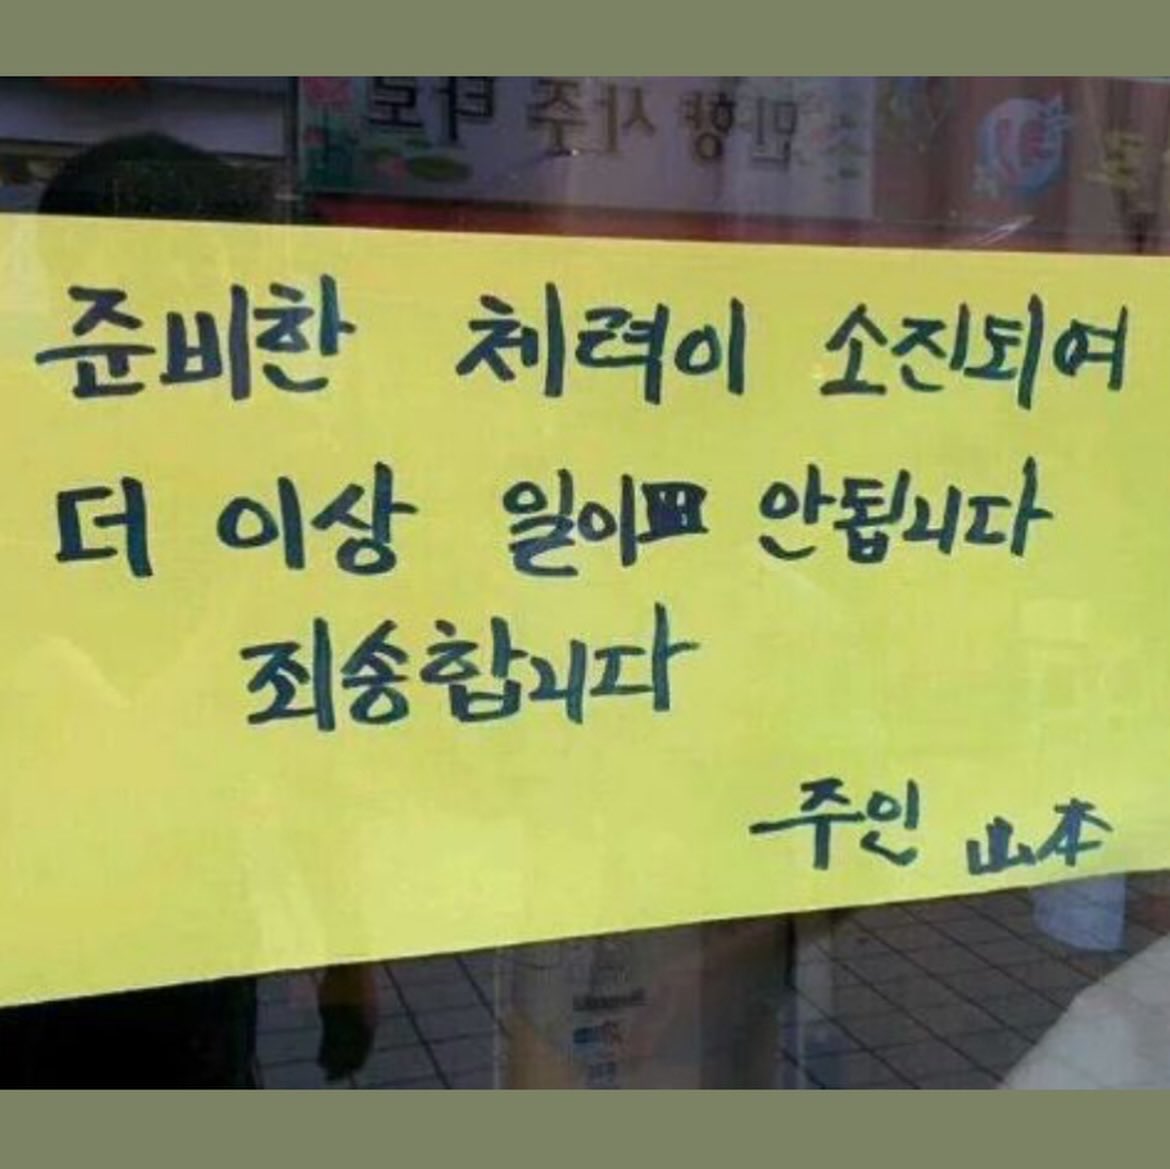 준비한 체력이 소진되여
더 이상 일이 안됩니다
죄송합니다
주인 山本